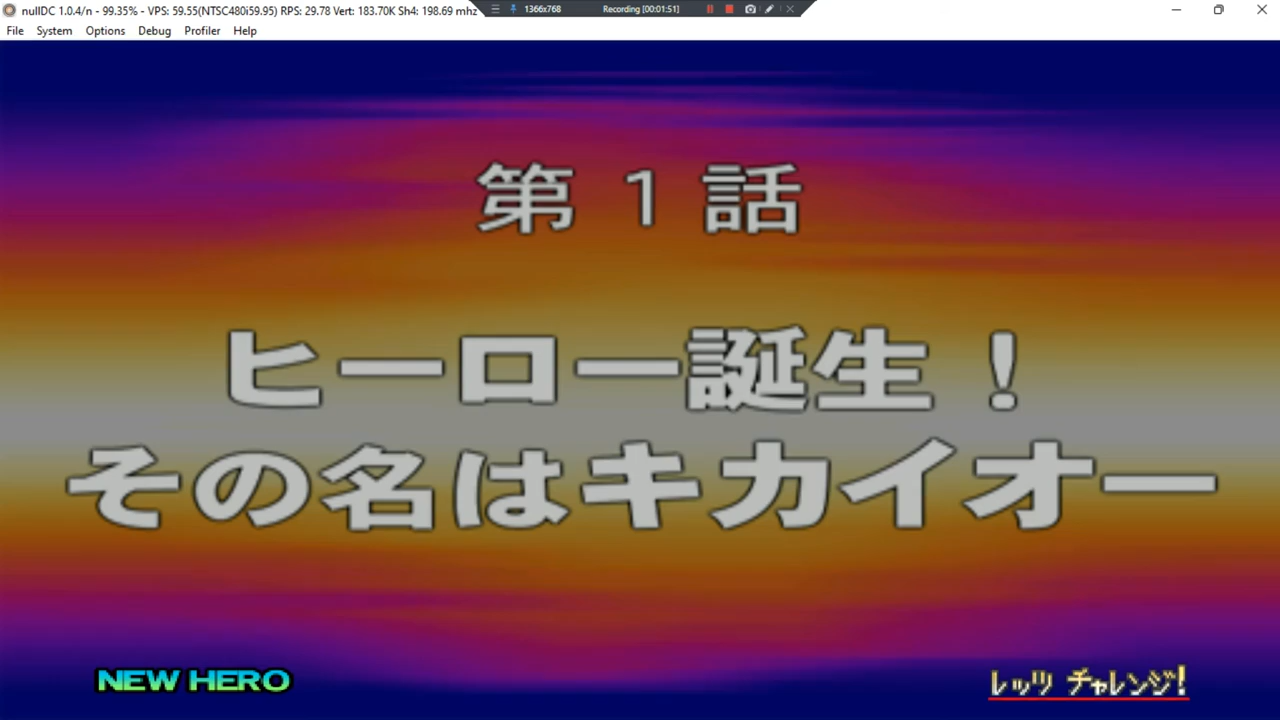 nullDC 1.0.4/n - 99.35% - VPS: 59.55(NTSC480i59.95) RPS: 29.78 Vert: 183.70K Sh4: 198.69 mhz
1366x768
Recording [00:01:51]
File System Options Debug Profiler Help
第1話
ヒーロー誕生！
その名はキカイオー
NEW HERO
レッツ チャレンジ!